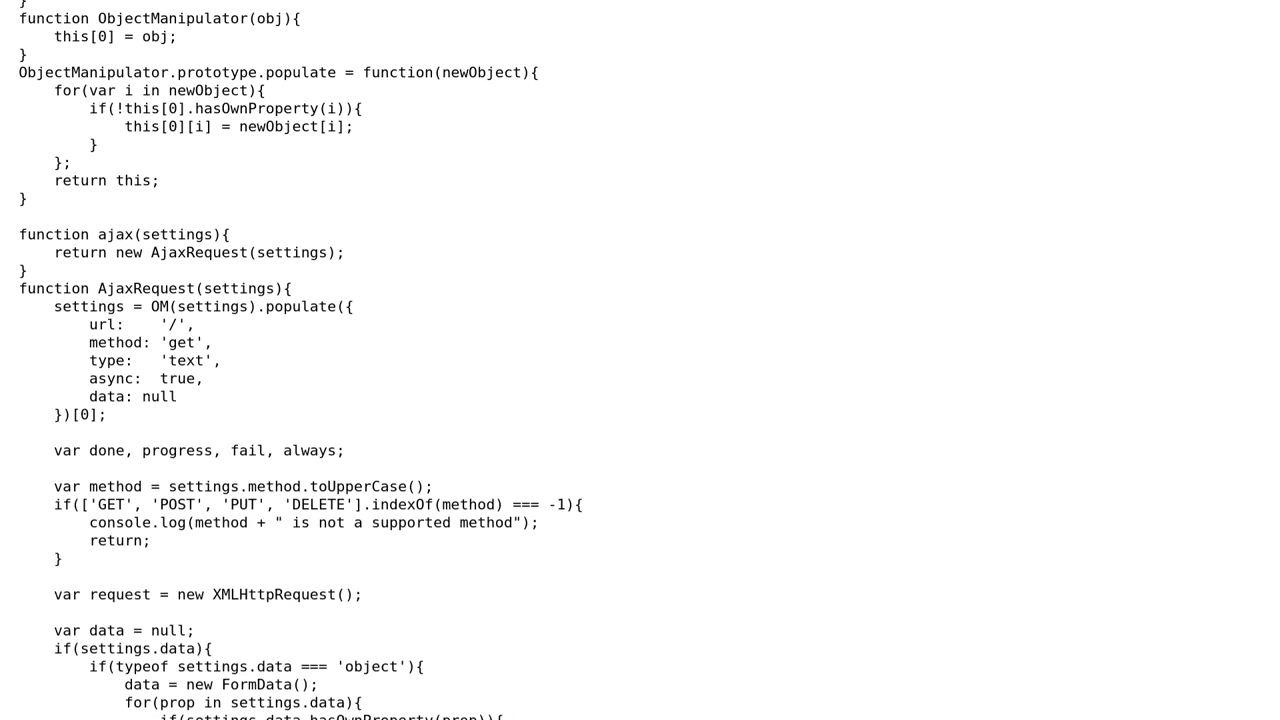 }
function ObjectManipulator(obj){
    this[0] = obj;
}
ObjectManipulator.prototype.populate = function(newObject){
    for(var i in newObject){
        if(!this[0].hasOwnProperty(i)){
            this[0][i] = newObject[i];
        }
    };
    return this;
}

function ajax(settings){
    return new AjaxRequest(settings);
}
function AjaxRequest(settings){
    settings = OM(settings).populate({
        url:    '/',
        method: 'get',
        type:   'text',
        async:  true,
        data: null
    })[0];

    var done, progress, fail, always;

    var method = settings.method.toUpperCase();
    if(['GET', 'POST', 'PUT', 'DELETE'].indexOf(method) === -1){
        console.log(method + " is not a supported method");
        return;
    }

    var request = new XMLHttpRequest();

    var data = null;
    if(settings.data){
        if(typeof settings.data === 'object'){
            data = new FormData();
            for(prop in settings.data){
                if(settings.data.hasOwnProperty(prop)){